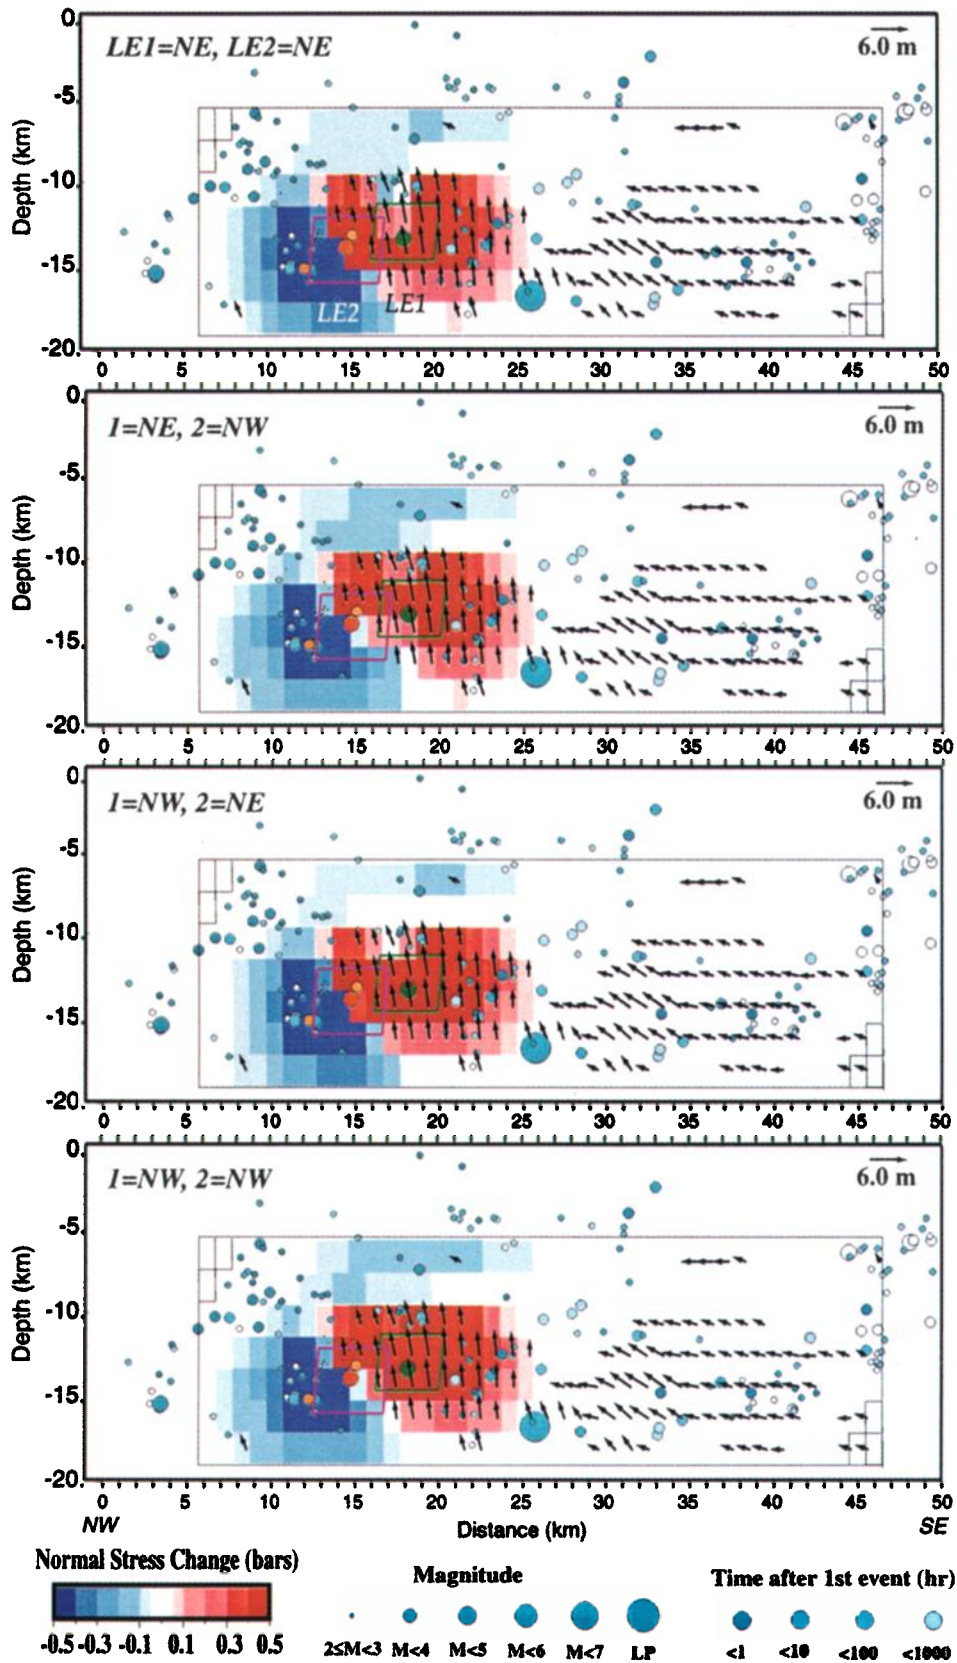 LE1=NE, LE2=NE
6.0 m
0.
-5.
-10.
-15.
-20.
Depth (km)
LE2
LE1
0 5 10 15 20 25 30 35 40 45 50
1=NE, 2=NW
6.0 m
0.
-5.
-10.
-15.
-20.
Depth (km)
0 5 10 15 20 25 30 35 40 45 50
1=NW, 2=NE
6.0 m
0.
-5.
-10.
-15.
-20.
Depth (km)
0 5 10 15 20 25 30 35 40 45 50
1=NW, 2=NW
6.0 m
0.
-5.
-10.
-15.
-20.
Depth (km)
0 5 10 15 20 25 30 35 40 45 50
NW Distance (km) SE
Normal Stress Change (bars)
-0.5 -0.3 -0.1 0.1 0.3 0.5
Magnitude
2≤M<3 M<4 M<5 M<6 M<7 LP
Time after 1st event (hr)
<1 <10 <100 <1000